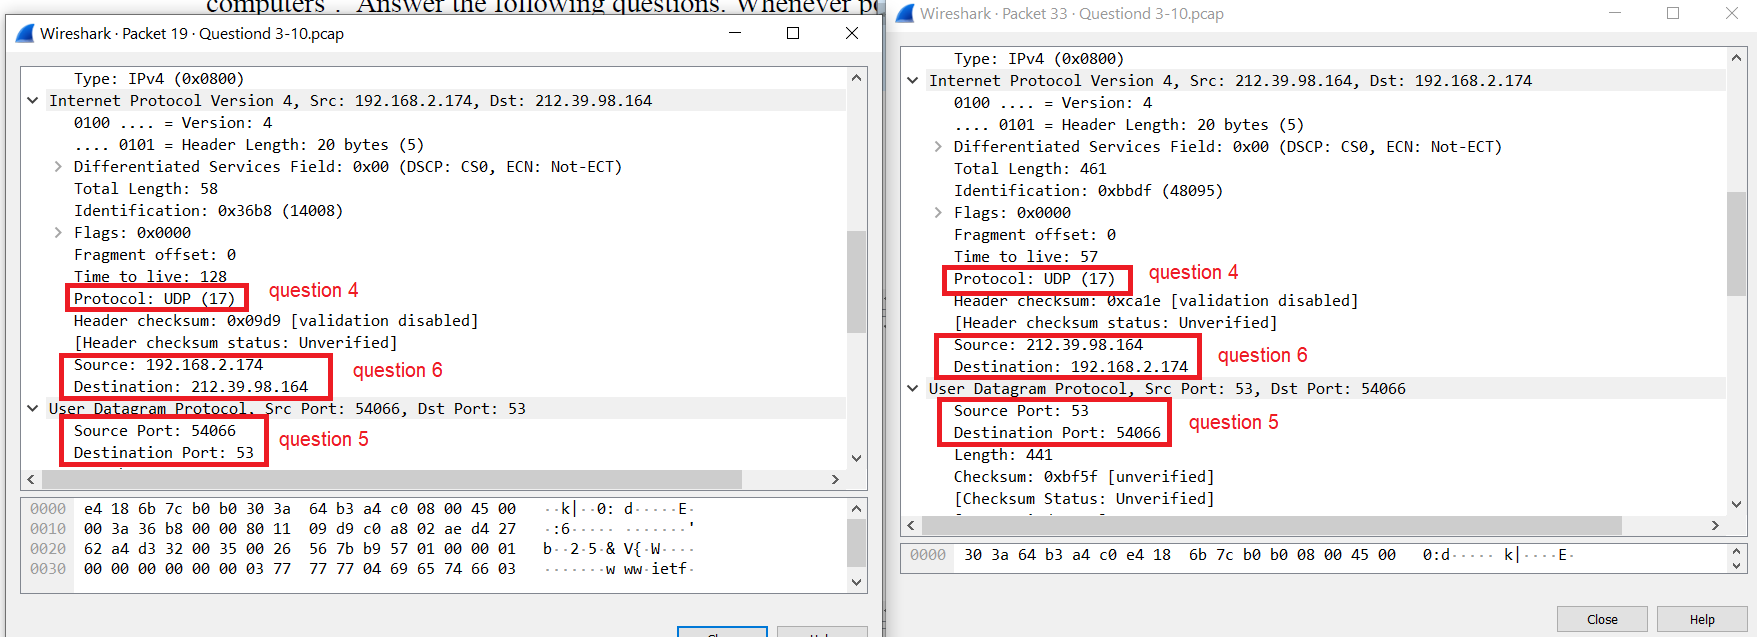 computers". Answer the following questions. Whenever
Wireshark · Packet 19 · Questiond 3-10.pcap
Type: IPv4 (0x0800)
Internet Protocol Version 4, Src: 192.168.2.174, Dst: 212.39.98.164
0100 .... = Version: 4
.... 0101 = Header Length: 20 bytes (5)
Differentiated Services Field: 0x00 (DSCP: CS0, ECN: Not-ECT)
Total Length: 58
Identification: 0x36b8 (14008)
Flags: 0x0000
Fragment offset: 0
Time to live: 128
Protocol: UDP (17)
question 4
Header checksum: 0x09d9 [validation disabled]
[Header checksum status: Unverified]
Source: 192.168.2.174
Destination: 212.39.98.164
question 6
User Datagram Protocol, Src Port: 54066, Dst Port: 53
Source Port: 54066
Destination Port: 53
question 5
0000 e4 18 6b 7c b0 b0 30 3a 64 b3 a4 c0 08 00 45 00 ··k|··0: d·····E·
0010 00 3a 36 b8 00 00 80 11 09 d9 c0 a8 02 ae d4 27 ·:6····· ·······'
0020 62 a4 d3 32 00 35 00 26 56 7b b9 57 01 00 00 01 b··2·5·& V{·W····
0030 00 00 00 00 00 00 03 77 77 77 04 69 65 74 66 03 ·······w ww·ietf·
Wireshark · Packet 33 · Questiond 3-10.pcap
Type: IPv4 (0x0800)
Internet Protocol Version 4, Src: 212.39.98.164, Dst: 192.168.2.174
0100 .... = Version: 4
.... 0101 = Header Length: 20 bytes (5)
Differentiated Services Field: 0x00 (DSCP: CS0, ECN: Not-ECT)
Total Length: 461
Identification: 0xbbdf (48095)
Flags: 0x0000
Fragment offset: 0
Time to live: 57
Protocol: UDP (17)
question 4
Header checksum: 0xca1e [validation disabled]
[Header checksum status: Unverified]
Source: 212.39.98.164
Destination: 192.168.2.174
question 6
User Datagram Protocol, Src Port: 53, Dst Port: 54066
Source Port: 53
Destination Port: 54066
question 5
Length: 441
Checksum: 0xbf5f [unverified]
[Checksum Status: Unverified]
0000 30 3a 64 b3 a4 c0 e4 18 6b 7c b0 b0 08 00 45 00 0:d····· k|····E·
Close
Help